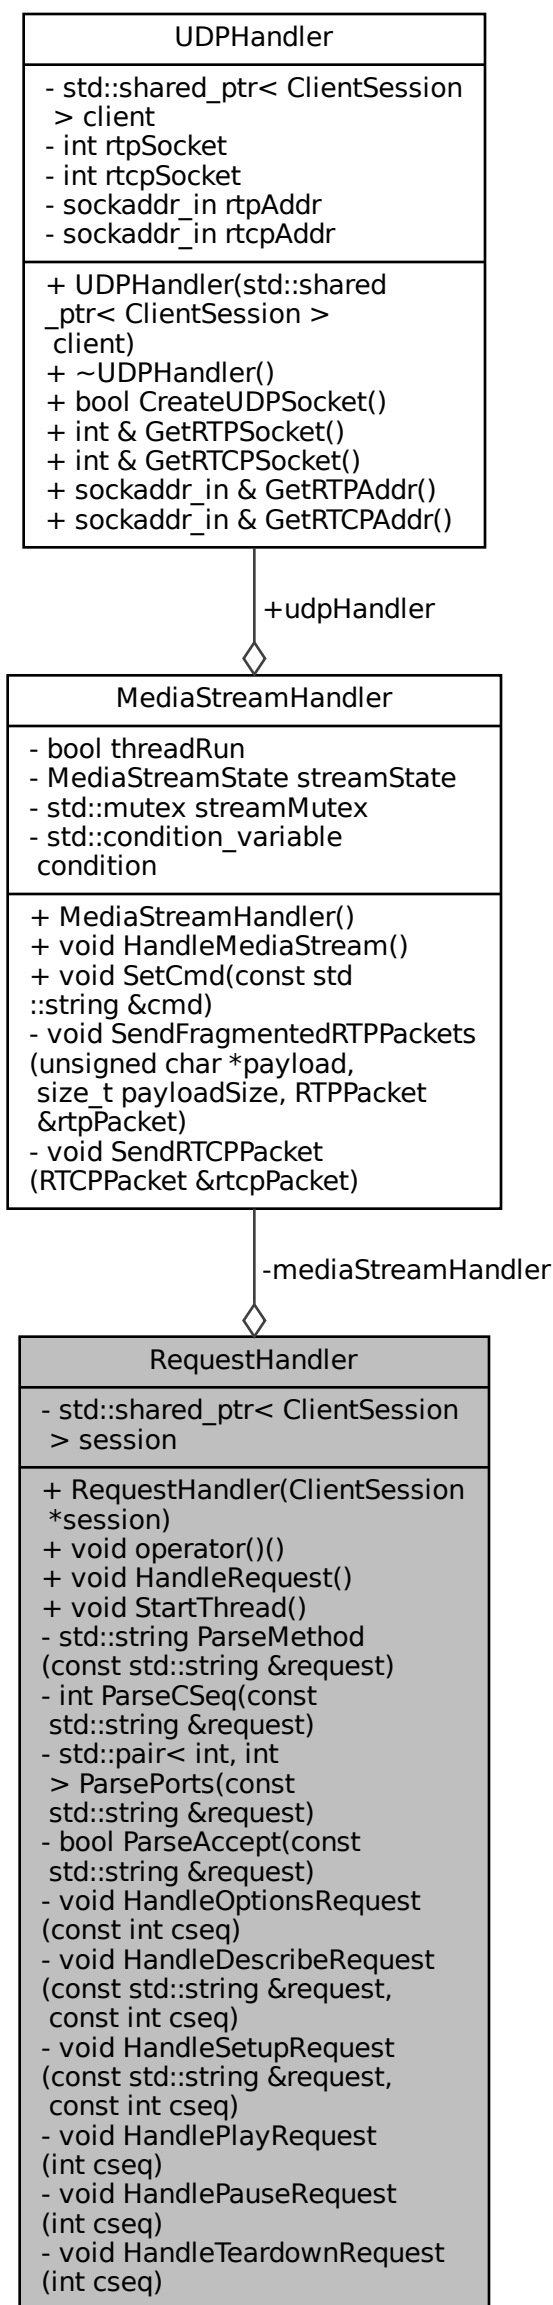 UDPHandler
- std::shared_ptr< ClientSession
> client
- int rtpSocket
- int rtcpSocket
- sockaddr_in rtpAddr
- sockaddr_in rtcpAddr
+ UDPHandler(std::shared
_ptr< ClientSession >
client)
+ ~UDPHandler()
+ bool CreateUDPSocket()
+ int & GetRTPSocket()
+ int & GetRTCPSocket()
+ sockaddr_in & GetRTPAddr()
+ sockaddr_in & GetRTCPAddr()
+udpHandler
MediaStreamHandler
- bool threadRun
- MediaStreamState streamState
- std::mutex streamMutex
- std::condition_variable
condition
+ MediaStreamHandler()
+ void HandleMediaStream()
+ void SetCmd(const std
::string &cmd)
- void SendFragmentedRTPPackets
(unsigned char *payload,
size_t payloadSize, RTPPacket
&rtpPacket)
- void SendRTCPPacket
(RTCPPacket &rtcpPacket)
-mediaStreamHandler
RequestHandler
- std::shared_ptr< ClientSession
> session
+ RequestHandler(ClientSession
*session)
+ void operator()()
+ void HandleRequest()
+ void StartThread()
- std::string ParseMethod
(const std::string &request)
- int ParseCSeq(const
std::string &request)
- std::pair< int, int
> ParsePorts(const
std::string &request)
- bool ParseAccept(const
std::string &request)
- void HandleOptionsRequest
(const int cseq)
- void HandleDescribeRequest
(const std::string &request,
const int cseq)
- void HandleSetupRequest
(const std::string &request,
const int cseq)
- void HandlePlayRequest
(int cseq)
- void HandlePauseRequest
(int cseq)
- void HandleTeardownRequest
(int cseq)